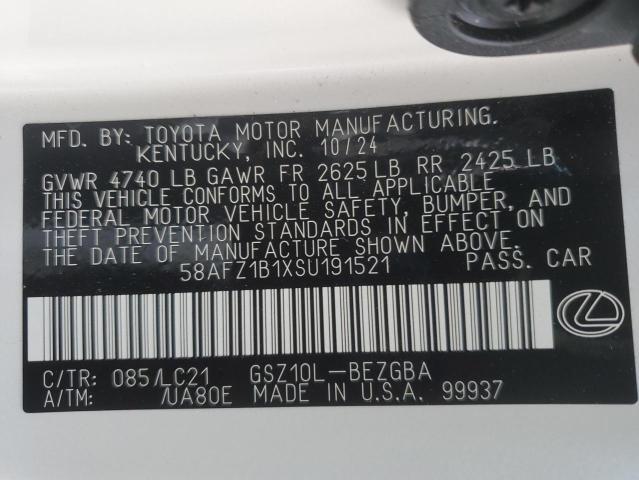 MFD. BY: TOYOTA MOTOR MANUFACTURING.
KENTUCKY, INC. 10/24
GVWR 4740 LB GAWR FR 2625 LB RR 2425 LB
THIS VEHICLE CONFORMS TO ALL APPLICABLE
FEDERAL MOTOR VEHICLE SAFETY, BUMPER, AND
THEFT PREVENTION STANDARDS IN EFFECT ON
THE DATE OF MANUFACTURE SHOWN ABOVE.
58AFZ1B1XSU191521 PASS. CAR
C/TR: 085/LC21 GSZ10L-BEZGBA
A/TM: /UA80E MADE IN U.S.A. 99937